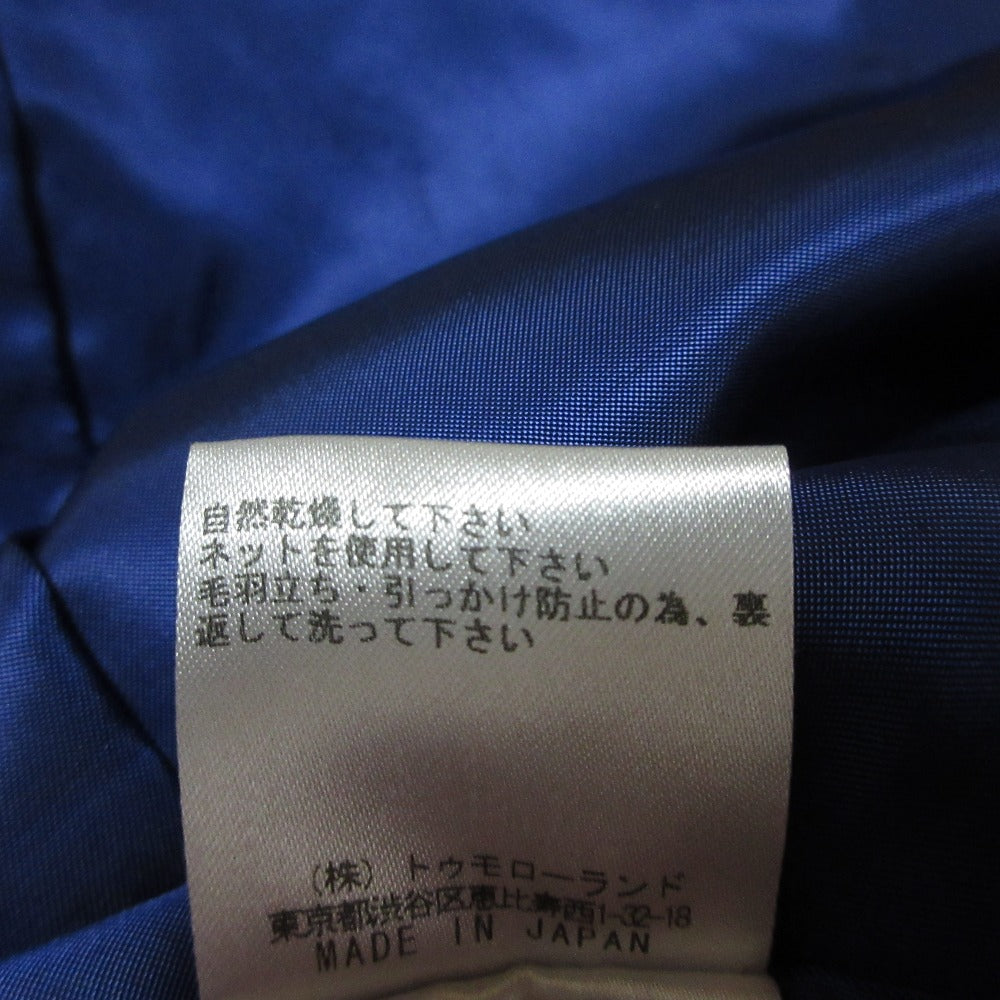 自然乾燥して下さい
ネットを使用して下さい
毛羽立ち・引っかけ防止の為、裏
返して洗って下さい
(株) トゥモローランド
東京都渋谷区恵比寿西1-32-18
MADE IN JAPAN